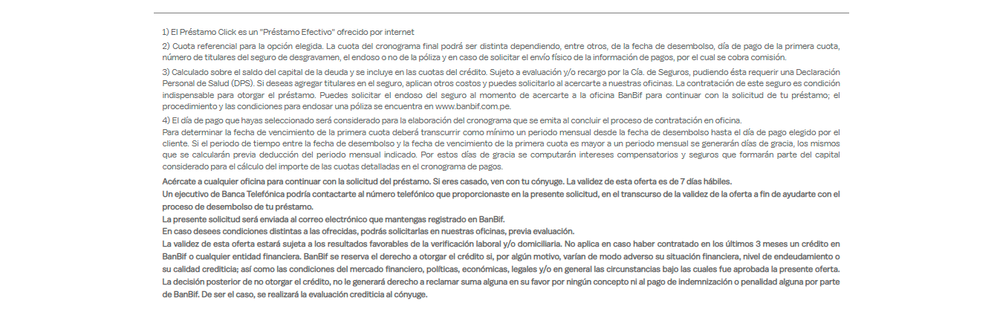 1) El Préstamo Click es un "Préstamo Efectivo" ofrecido por internet
2) Cuota referencial para la opción elegida. La cuota del cronograma final podrá ser distinta dependiendo, entre otros, de la fecha de desembolso, día de pago de la primera cuota,
número de titulares del seguro de desgravamen, el endoso o no de la póliza y en caso de solicitar el envío físico de la información de pagos, por el cual se cobra comisión.
3) Calculado sobre el saldo del capital de la deuda y se incluye en las cuotas del crédito. Sujeto a evaluación y/o recargo por la Cía. de Seguros, pudiendo ésta requerir una Declaración
Personal de Salud (DPS). Si deseas agregar titulares en el seguro, aplican otros costos y puedes solicitarlo al acercarte a nuestras oficinas. La contratación de este seguro es condición
indispensable para otorgar el préstamo. Puedes solicitar el endoso del seguro al momento de acercarte a la oficina BanBif para continuar con la solicitud de tu préstamo; el
procedimiento y las condiciones para endosar una póliza se encuentra en www.banbif.com.pe.
4) El día de pago que hayas seleccionado será considerado para la elaboración del cronograma que se emita al concluir el proceso de contratación en oficina.
Para determinar la fecha de vencimiento de la primera cuota deberá transcurrir como mínimo un periodo mensual desde la fecha de desembolso hasta el día de pago elegido por el
cliente. Si el periodo de tiempo entre la fecha de desembolso y la fecha de vencimiento de la primera cuota es mayor a un periodo mensual se generarán días de gracia, los mismos
que se calcularán previa deducción del periodo mensual indicado. Por estos días de gracia se computarán intereses compensatorios y seguros que formarán parte del capital
considerado para el cálculo del importe de las cuotas detalladas en el cronograma de pagos.
Acércate a cualquier oficina para continuar con la solicitud del préstamo. Si eres casado, ven con tu cónyuge. La validez de esta oferta es de 7 días hábiles.
Un ejecutivo de Banca Telefónica podría contactarte al número telefónico que proporcionaste en la presente solicitud, en el transcurso de la validez de la oferta a fin de ayudarte con el
proceso de desembolso de tu préstamo.
La presente solicitud será enviada al correo electrónico que mantengas registrado en BanBif.
En caso desees condiciones distintas a las ofrecidas, podrás solicitarlas en nuestras oficinas, previa evaluación.
La validez de esta oferta estará sujeta a los resultados favorables de la verificación laboral y/o domiciliaria. No aplica en caso haber contratado en los últimos 3 meses un crédito en
BanBif o cualquier entidad financiera. BanBif se reserva el derecho a otorgar el crédito si, por algún motivo, varían de modo adverso su situación financiera, nivel de endeudamiento o
su calidad crediticia; así como las condiciones del mercado financiero, políticas, económicas, legales y/o en general las circunstancias bajo las cuales fue aprobada la presente oferta.
La decisión posterior de no otorgar el crédito, no le generará derecho a reclamar suma alguna en su favor por ningún concepto ni al pago de indemnización o penalidad alguna por parte
de BanBif. De ser el caso, se realizará la evaluación crediticia al cónyuge.